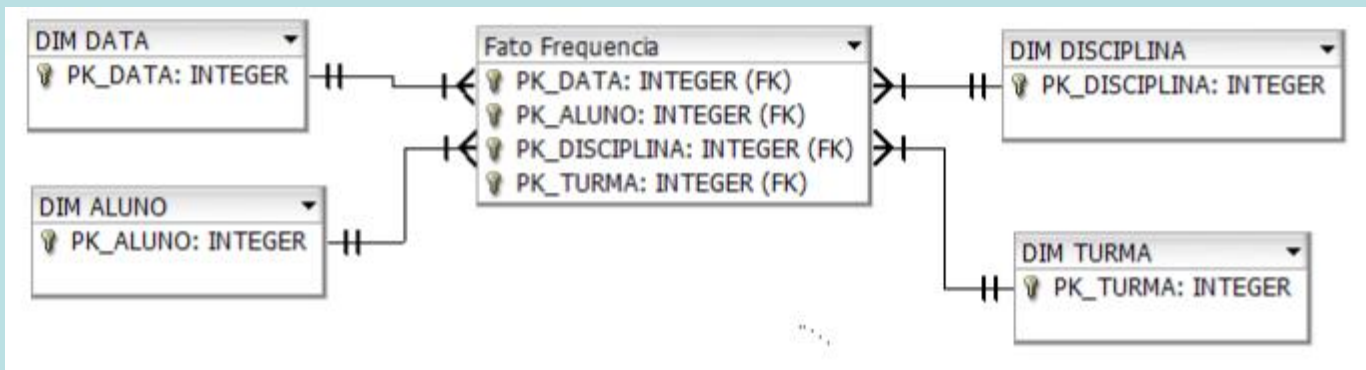 DIM DATA
PK_DATA: INTEGER
DIM ALUNO
PK_ALUNO: INTEGER
Fato Frequencia
PK_DATA: INTEGER (FK)
PK_ALUNO: INTEGER (FK)
PK_DISCIPLINA: INTEGER (FK)
PK_TURMA: INTEGER (FK)
DIM DISCIPLINA
PK_DISCIPLINA: INTEGER
DIM TURMA
PK_TURMA: INTEGER